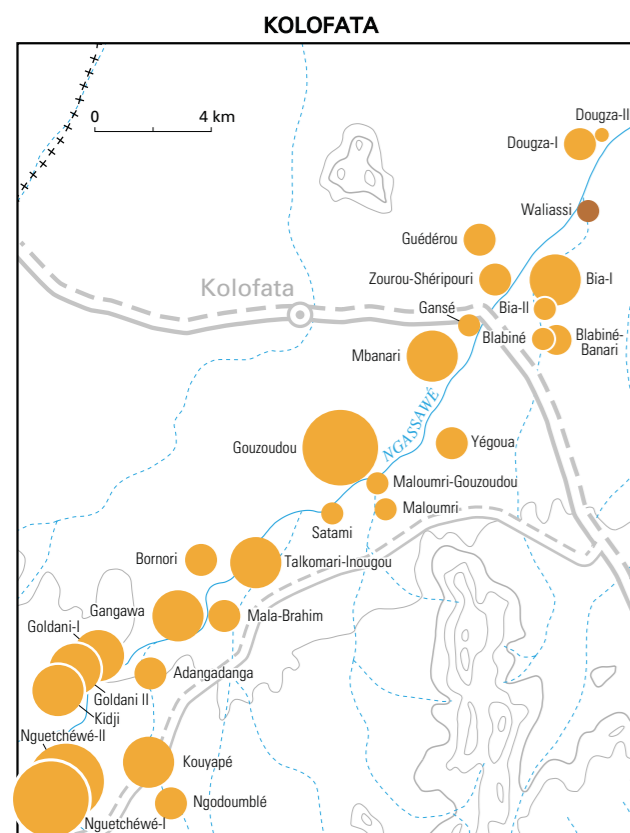 KOLOFATA
0 4 km
Dougza-II
Dougza-I
Waliassi
Guédérou
Zourou-Shéripouri
Bia-I
Kolofata
Gansé
Bia-II
Blabiné
Blabiné-
Banari
Mbanari
NGASSAWÉ
Gouzoudou
Yégoua
Maloumri-Gouzoudou
Maloumri
Satami
Bornori
Talkomari-Inougou
Gangawa
Mala-Brahim
Goldani-I
Adangadanga
Goldani II
Kidji
Nguetchéwé-II
Kouyapé
Ngodoumblé
Nguetchéwé-I